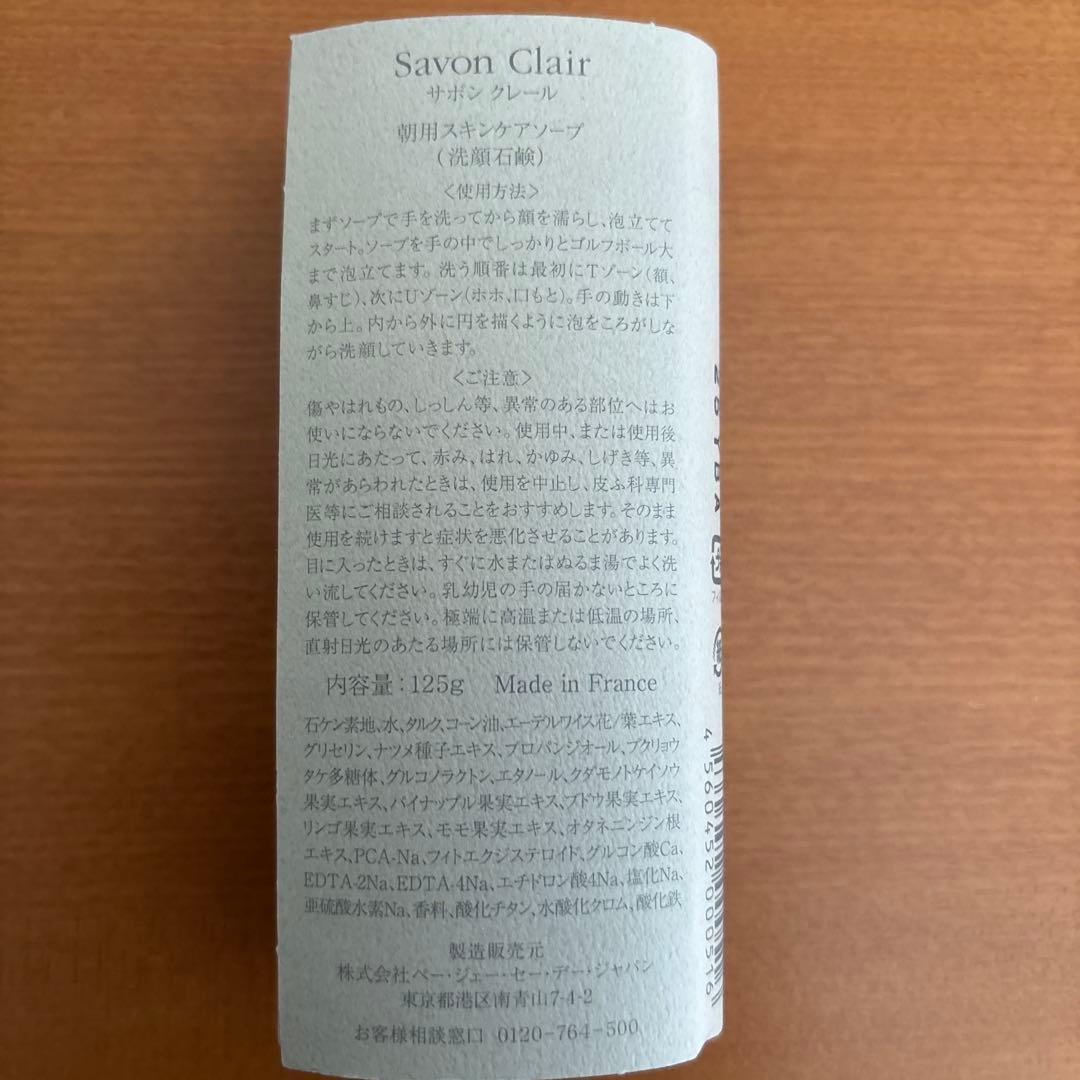 Savon Clair
サボン クレール
朝用スキンケアソープ
（洗顔石鹸）
＜使用方法＞
まずソープで手を洗ってから顔を濡らし、泡立てて
スタート。ソープを手の中でしっかりとゴルフボール大
まで泡立てます。洗う順番は最初にTゾーン（額、
鼻すじ）、次にUゾーン（ホホ、口もと）。手の動きは下
から上。内から外に円を描くように泡をころがしな
がら洗顔していきます。
＜ご注意＞
傷やはれもの、しっしん等、異常のある部位へはお
使いにならないでください。使用中、または使用後
日光にあたって、赤み、はれ、かゆみ、しげき等、異
常があらわれたときは、使用を中止し、皮ふ科専門
医等にご相談されることをおすすめします。そのまま
使用を続けますと症状を悪化させることがあります。
目に入ったときは、すぐに水またはぬるま湯でよく洗
い流してください。乳幼児の手の届かないところに
保管してください。極端に高温または低温の場所、
直射日光のあたる場所には保管しないでください。
内容量：125g Made in France
石ケン素地、水、タルク、コーン油、エーデルワイス花/葉エキス、
グリセリン、ナツメ種子エキス、プロパンジオール、ブクリョウ
タケ多糖体、グルコノラクトン、エタノール、クダモノトケイソウ
果実エキス、パイナップル果実エキス、ブドウ果実エキス、
リンゴ果実エキス、モモ果実エキス、オタネニンジン根
エキス、PCA-Na、フィトエクジステロイド、グルコン酸Ca、
EDTA-2Na、EDTA-4Na、エチドロン酸4Na、塩化Na、
亜硫酸水素Na、香料、酸化チタン、水酸化クロム、酸化鉄
製造販売元
株式会社ペー・ジェー・セー・デー・ジャパン
東京都港区南青山7-4-2
お客様相談窓口 0120-764-500
4 560452 000516